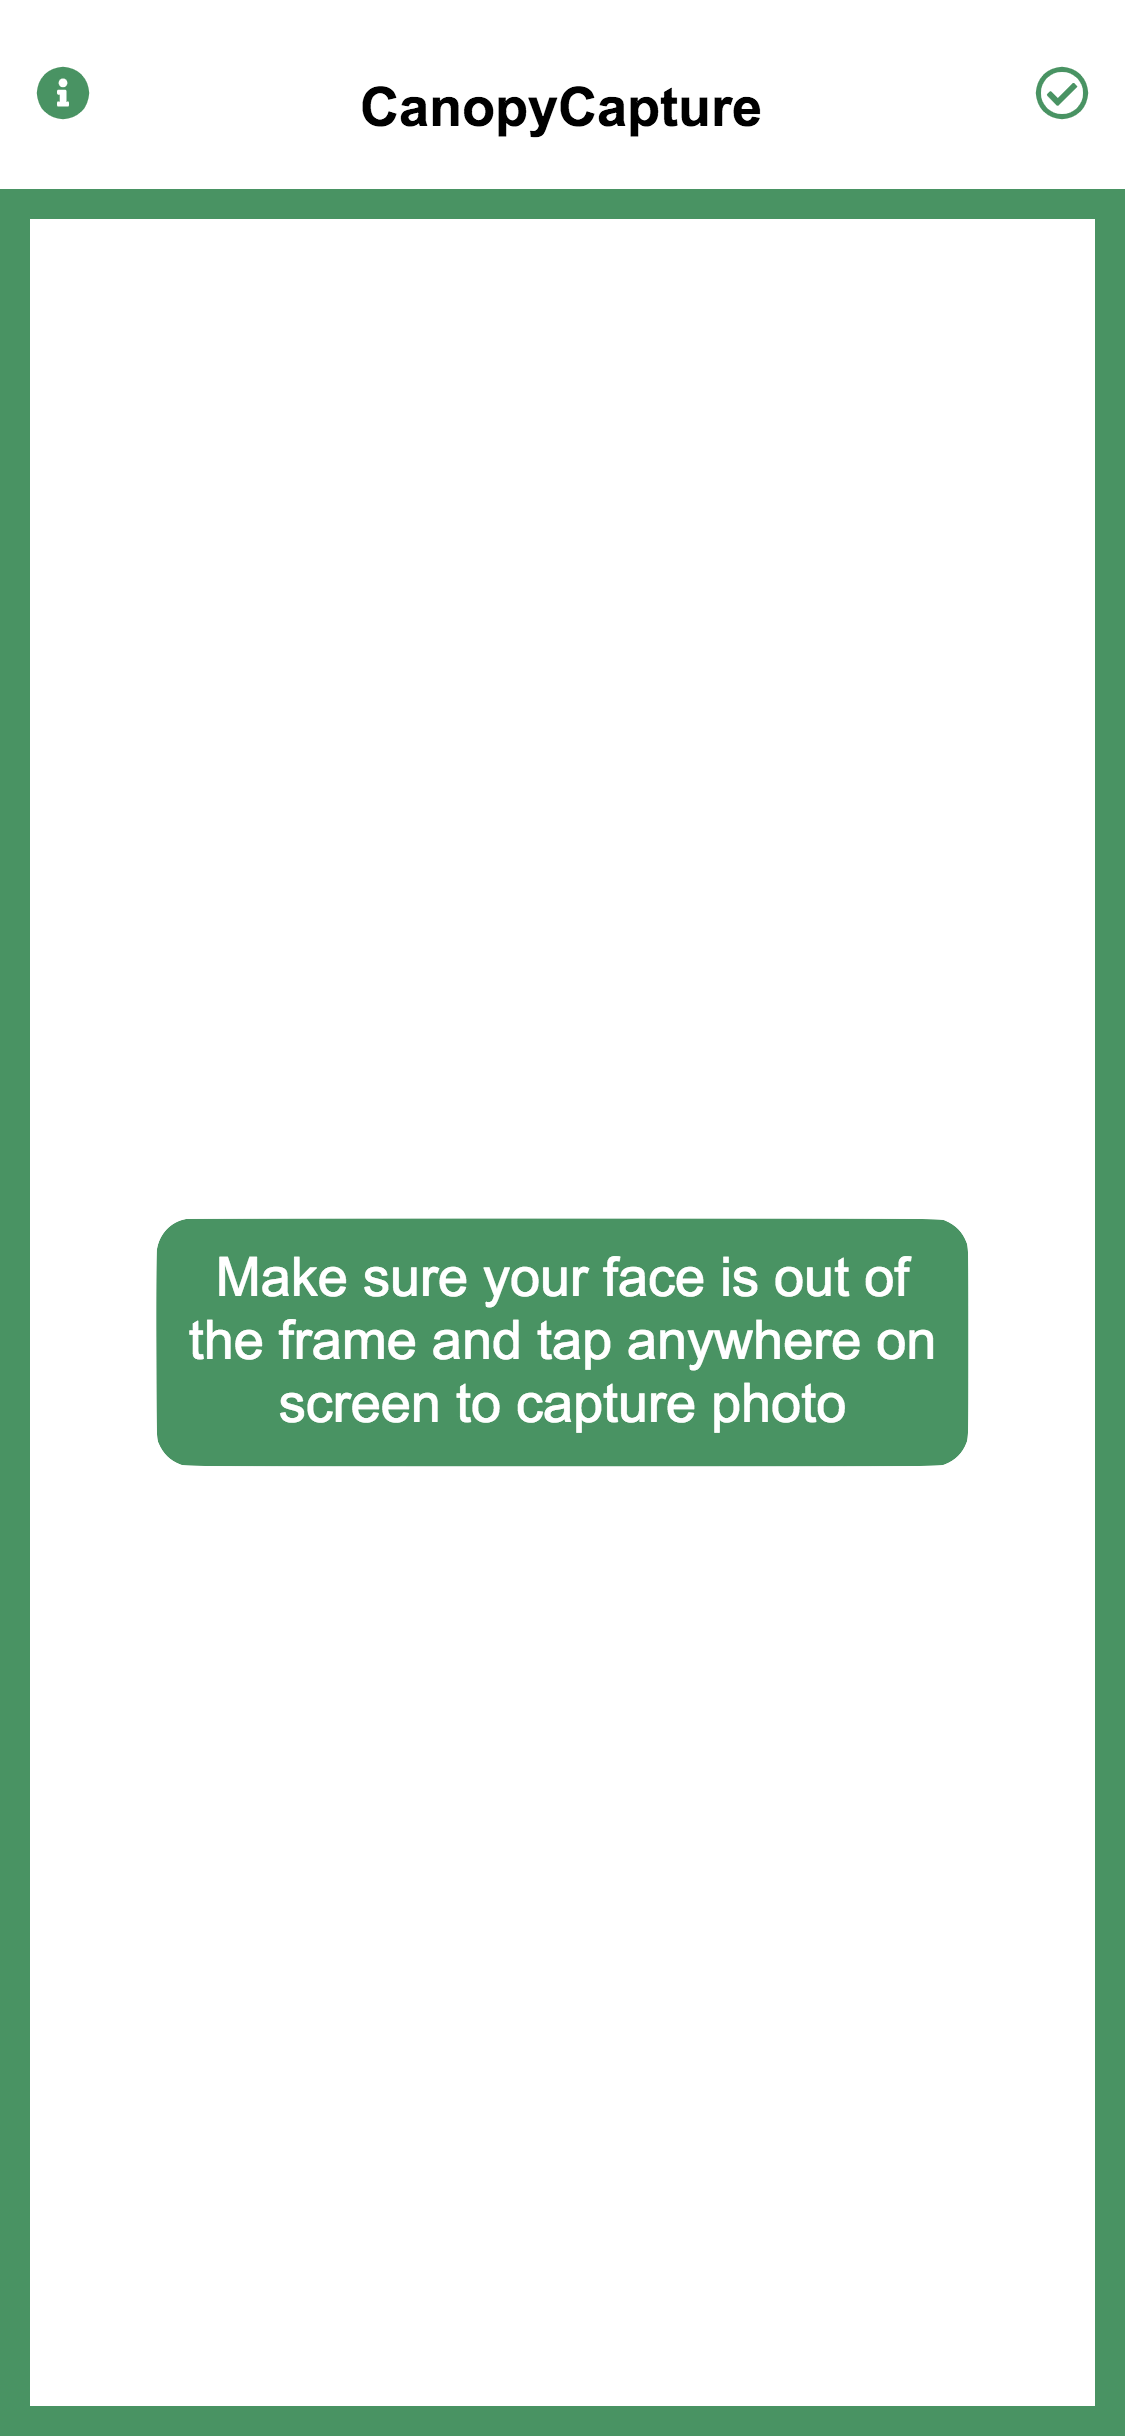 CanopyCapture
Make sure your face is out of
the frame and tap anywhere on
screen to capture photo